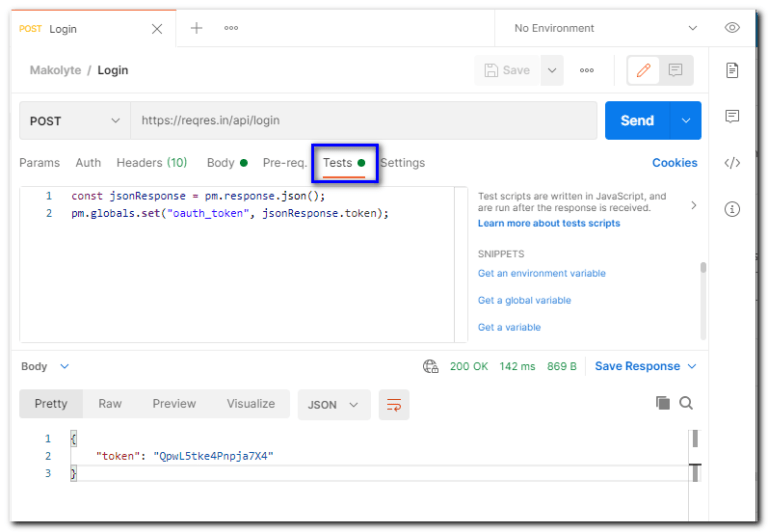 POST Login
No Environment
Makolyte / Login
Save
POST
https://reqres.in/api/login
Send
Params Auth Headers (10) Body Pre-req. Tests Settings
Cookies
1 const jsonResponse = pm.response.json();
2 pm.globals.set("oauth_token", jsonResponse.token);
Test scripts are written in JavaScript, and
are run after the response is received.
Learn more about tests scripts
SNIPPETS
Get an environment variable
Get a global variable
Get a variable
Body
200 OK 142 ms 869 B Save Response
Pretty Raw Preview Visualize JSON
1 {
2 "token": "QpwL5tke4Pnpja7X4"
3 }